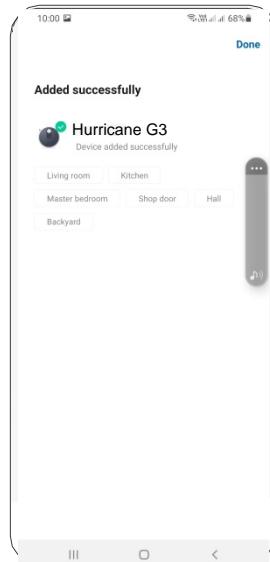 10:00 68%
Done
Added successfully
Hurricane G3
Device added successfully
Living room Kitchen
Master bedroom Shop door Hall
Backyard